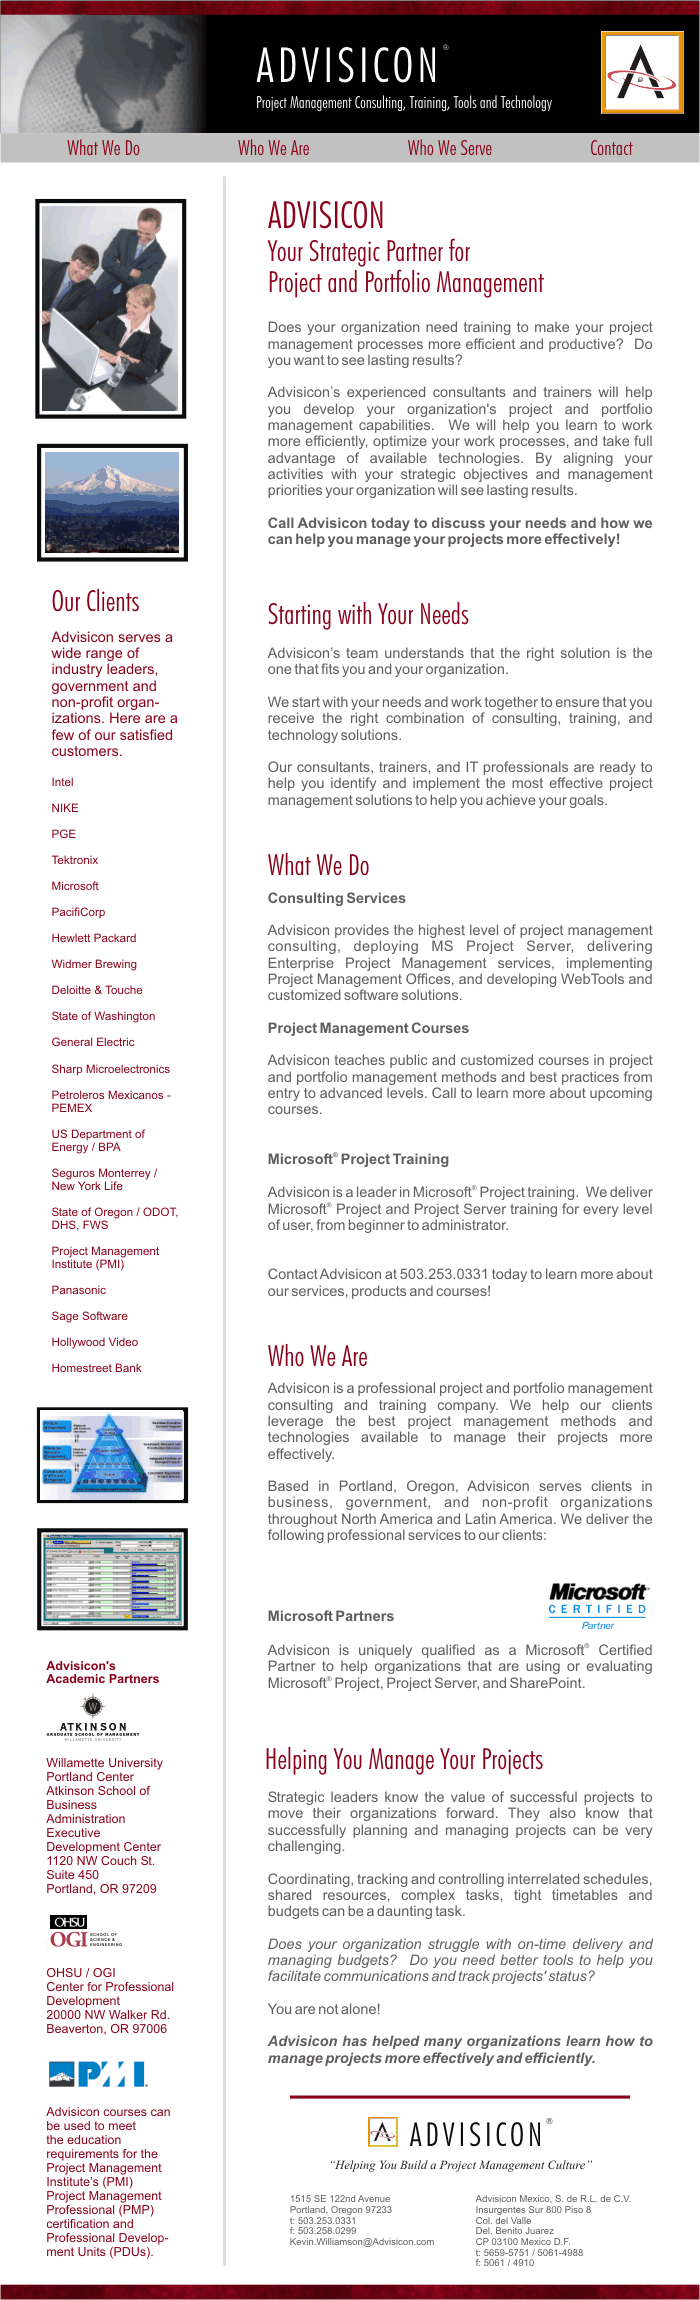 ADVISICON®
Project Management Consulting, Training, Tools and Technology
What We Do
Who We Are
Who We Serve
Contact
Our Clients
Advisicon serves a
wide range of
industry leaders,
government and
non-profit organ-
izations. Here are a
few of our satisfied
customers.
Intel
NIKE
PGE
Tektronix
Microsoft
PacifiCorp
Hewlett Packard
Widmer Brewing
Deloitte & Touche
State of Washington
General Electric
Sharp Microelectronics
Petroleros Mexicanos -
PEMEX
US Department of
Energy / BPA
Seguros Monterrey /
New York Life
State of Oregon / ODOT,
DHS, FWS
Project Management
Institute (PMI)
Panasonic
Sage Software
Hollywood Video
Homestreet Bank
Advisicon's
Academic Partners
W
ATKINSON
GRADUATE SCHOOL OF MANAGEMENT
WILLAMETTE UNIVERSITY
Willamette University
Portland Center
Atkinson School of
Business
Administration
Executive
Development Center
1120 NW Couch St.
Suite 450
Portland, OR 97209
OHSU
OGI SCHOOL OF
SCIENCE &
ENGINEERING
OHSU / OGI
Center for Professional
Development
20000 NW Walker Rd.
Beaverton, OR 97006
PMI
Advisicon courses can
be used to meet
the education
requirements for the
Project Management
Institute's (PMI)
Project Management
Professional (PMP)
certification and
Professional Develop-
ment Units (PDUs).
ADVISICON
Your Strategic Partner for
Project and Portfolio Management
Does your organization need training to make your project
management processes more efficient and productive? Do
you want to see lasting results?
Advisicon's experienced consultants and trainers will help
you develop your organization's project and portfolio
management capabilities. We will help you learn to work
more efficiently, optimize your work processes, and take full
advantage of available technologies. By aligning your
activities with your strategic objectives and management
priorities your organization will see lasting results.
Call Advisicon today to discuss your needs and how we
can help you manage your projects more effectively!
Starting with Your Needs
Advisicon's team understands that the right solution is the
one that fits you and your organization.
We start with your needs and work together to ensure that you
receive the right combination of consulting, training, and
technology solutions.
Our consultants, trainers, and IT professionals are ready to
help you identify and implement the most effective project
management solutions to help you achieve your goals.
What We Do
Consulting Services
Advisicon provides the highest level of project management
consulting, deploying MS Project Server, delivering
Enterprise Project Management services, implementing
Project Management Offices, and developing WebTools and
customized software solutions.
Project Management Courses
Advisicon teaches public and customized courses in project
and portfolio management methods and best practices from
entry to advanced levels. Call to learn more about upcoming
courses.
Microsoft® Project Training
Advisicon is a leader in Microsoft® Project training. We deliver
Microsoft® Project and Project Server training for every level
of user, from beginner to administrator.
Contact Advisicon at 503.253.0331 today to learn more about
our services, products and courses!
Who We Are
Advisicon is a professional project and portfolio management
consulting and training company. We help our clients
leverage the best project management methods and
technologies available to manage their projects more
effectively.
Based in Portland, Oregon, Advisicon serves clients in
business, government, and non-profit organizations
throughout North America and Latin America. We deliver the
following professional services to our clients:
Microsoft
CERTIFIED
Partner
Microsoft Partners
Advisicon is uniquely qualified as a Microsoft® Certified
Partner to help organizations that are using or evaluating
Microsoft® Project, Project Server, and SharePoint.
Helping You Manage Your Projects
Strategic leaders know the value of successful projects to
move their organizations forward. They also know that
successfully planning and managing projects can be very
challenging.
Coordinating, tracking and controlling interrelated schedules,
shared resources, complex tasks, tight timetables and
budgets can be a daunting task.
Does your organization struggle with on-time delivery and
managing budgets? Do you need better tools to help you
facilitate communications and track projects' status?
You are not alone!
Advisicon has helped many organizations learn how to
manage projects more effectively and efficiently.
ADVISICON®
"Helping You Build a Project Management Culture"
1515 SE 122nd Avenue
Portland, Oregon 97233
t: 503.253.0331
f: 503.258.0299
Kevin.Williamson@Advisicon.com
Advisicon Mexico, S. de R.L. de C.V.
Insurgentes Sur 800 Piso 8
Col. del Valle
Del. Benito Juarez
CP 03100 Mexico D.F.
t: 5659-5751 / 5061-4988
f: 5061 / 4910